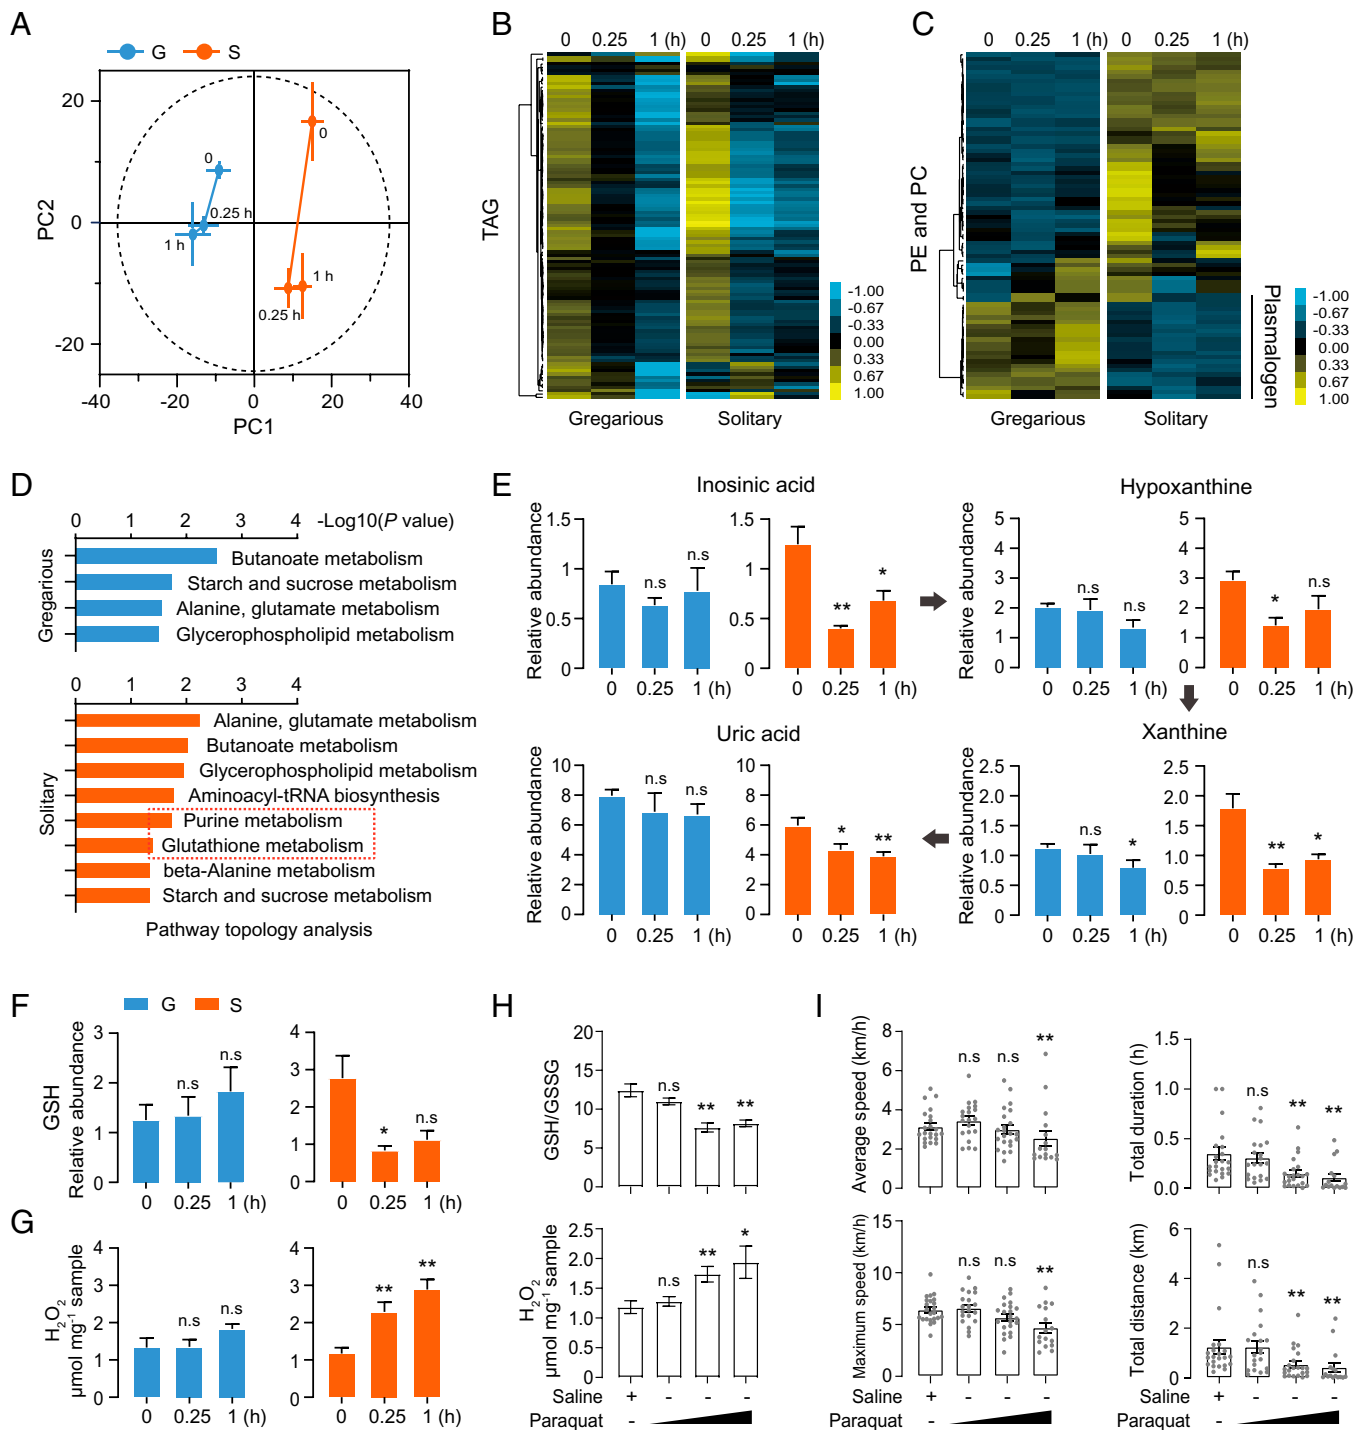 A
G S
20
0
-20
PC2
0
0.25 h
1 h
0
1 h
0.25 h
-40 -20 0 20 40
PC1
B
0 0.25 1 (h) 0 0.25 1 (h)
TAG
-1.00
-0.67
-0.33
0.00
0.33
0.67
1.00
Gregarious Solitary
C
0 0.25 1 (h) 0 0.25 1 (h)
PE and PC
Plasmalogen
-1.00
-0.67
-0.33
0.00
0.33
0.67
1.00
Gregarious Solitary
D
0 1 2 3 4 -Log10(P value)
Gregarious
Butanoate metabolism
Starch and sucrose metabolism
Alanine, glutamate metabolism
Glycerophospholipid metabolism
0 1 2 3 4
Solitary
Alanine, glutamate metabolism
Butanoate metabolism
Glycerophospholipid metabolism
Aminoacyl-tRNA biosynthesis
Purine metabolism
Glutathione metabolism
beta-Alanine metabolism
Starch and sucrose metabolism
Pathway topology analysis
E
Inosinic acid
Relative abundance
1.5
1
0.5
0
n.s n.s
0 0.25 1 (h)
1.5
1
0.5
0
** *
0 0.25 1 (h)
Hypoxanthine
Relative abundance
5
4
3
2
1
0
n.s n.s
0 0.25 1 (h)
5
4
3
2
1
0
* n.s
0 0.25 1 (h)
Uric acid
Relative abundance
10
8
6
4
2
0
n.s n.s
0 0.25 1 (h)
10
8
6
4
2
0
* **
0 0.25 1 (h)
Xanthine
Relative abundance
2.5
2.0
1.5
1.0
0.5
0
n.s *
0 0.25 1 (h)
2.5
2.0
1.5
1.0
0.5
0
** *
0 0.25 1 (h)
F
G S
GSH
Relative abundance
3
2
1
0
n.s n.s
0 0.25 1 (h)
4
3
2
1
0
* n.s
0 0.25 1 (h)
G
H2O2
μmol mg-1 sample
4
3
2
1
0
n.s n.s
0 0.25 1 (h)
4
3
2
1
0
** **
0 0.25 1 (h)
H
GSH/GSSG
20
15
10
5
0
n.s ** **
H2O2
μmol mg-1 sample
3
2
1
0
n.s ** *
Saline + - - -
Paraquat -
I
Average speed (km/h)
8
6
4
2
0
n.s n.s **
Total duration (h)
1.5
1.0
0.5
0.0
n.s ** **
Maximum speed (km/h)
15
10
5
0
n.s n.s **
+ - - -
-
Total distance (km)
6
4
2
0
n.s ** **
+ - - -
-